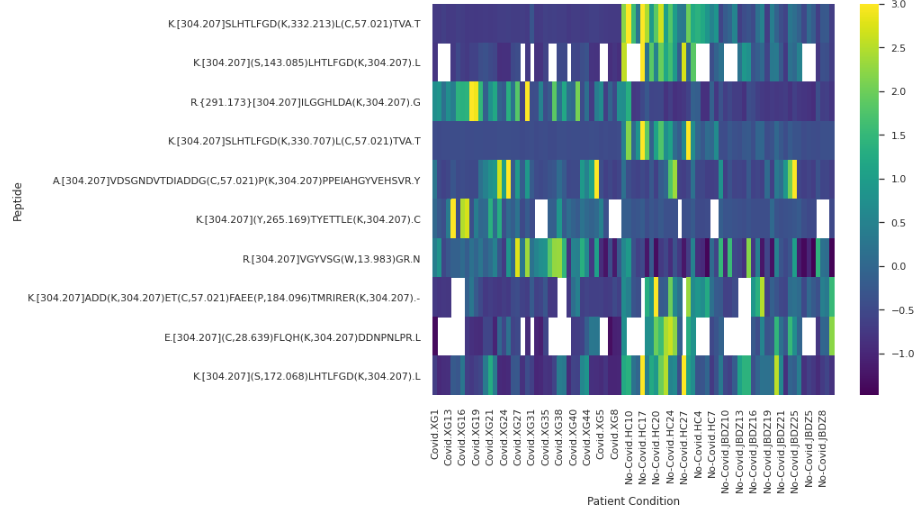 K.[304.207]SLHTLFGD(K,332.213)L(C,57.021)TVA.T
K.[304.207](S,143.085)LHTLFGD(K,304.207).L
R.{291.173}[304.207]ILGGHLDA(K,304.207).G
K.[304.207]SLHTLFGD(K,330.707)L(C,57.021)TVA.T
A.[304.207]VDSGNDVTDIADDG(C,57.021)P(K,304.207)PPEIAHGYVEHSVR.Y
K.[304.207](Y,265.169)TYETTLE(K,304.207).C
R.[304.207]VGYVSG(W,13.983)GR.N
K.[304.207]ADD(K,304.207)ET(C,57.021)FAEE(P,184.096)TMRIRER(K,304.207).-
E.[304.207](C,28.639)FLQH(K,304.207)DDNPNLPR.L
K.[304.207](S,172.068)LHTLFGD(K,304.207).L
Peptide
3.0
2.5
2.0
1.5
1.0
0.5
0.0
−0.5
−1.0
Covid.XG1
Covid.XG13
Covid.XG16
Covid.XG19
Covid.XG21
Covid.XG24
Covid.XG27
Covid.XG31
Covid.XG35
Covid.XG38
Covid.XG40
Covid.XG44
Covid.XG5
Covid.XG8
No-Covid.HC10
No-Covid.HC17
No-Covid.HC20
No-Covid.HC24
No-Covid.HC27
No-Covid.HC4
No-Covid.HC7
No-Covid.JBDZ10
No-Covid.JBDZ13
No-Covid.JBDZ16
No-Covid.JBDZ19
No-Covid.JBDZ21
No-Covid.JBDZ25
No-Covid.JBDZ5
No-Covid.JBDZ8
Patient Condition